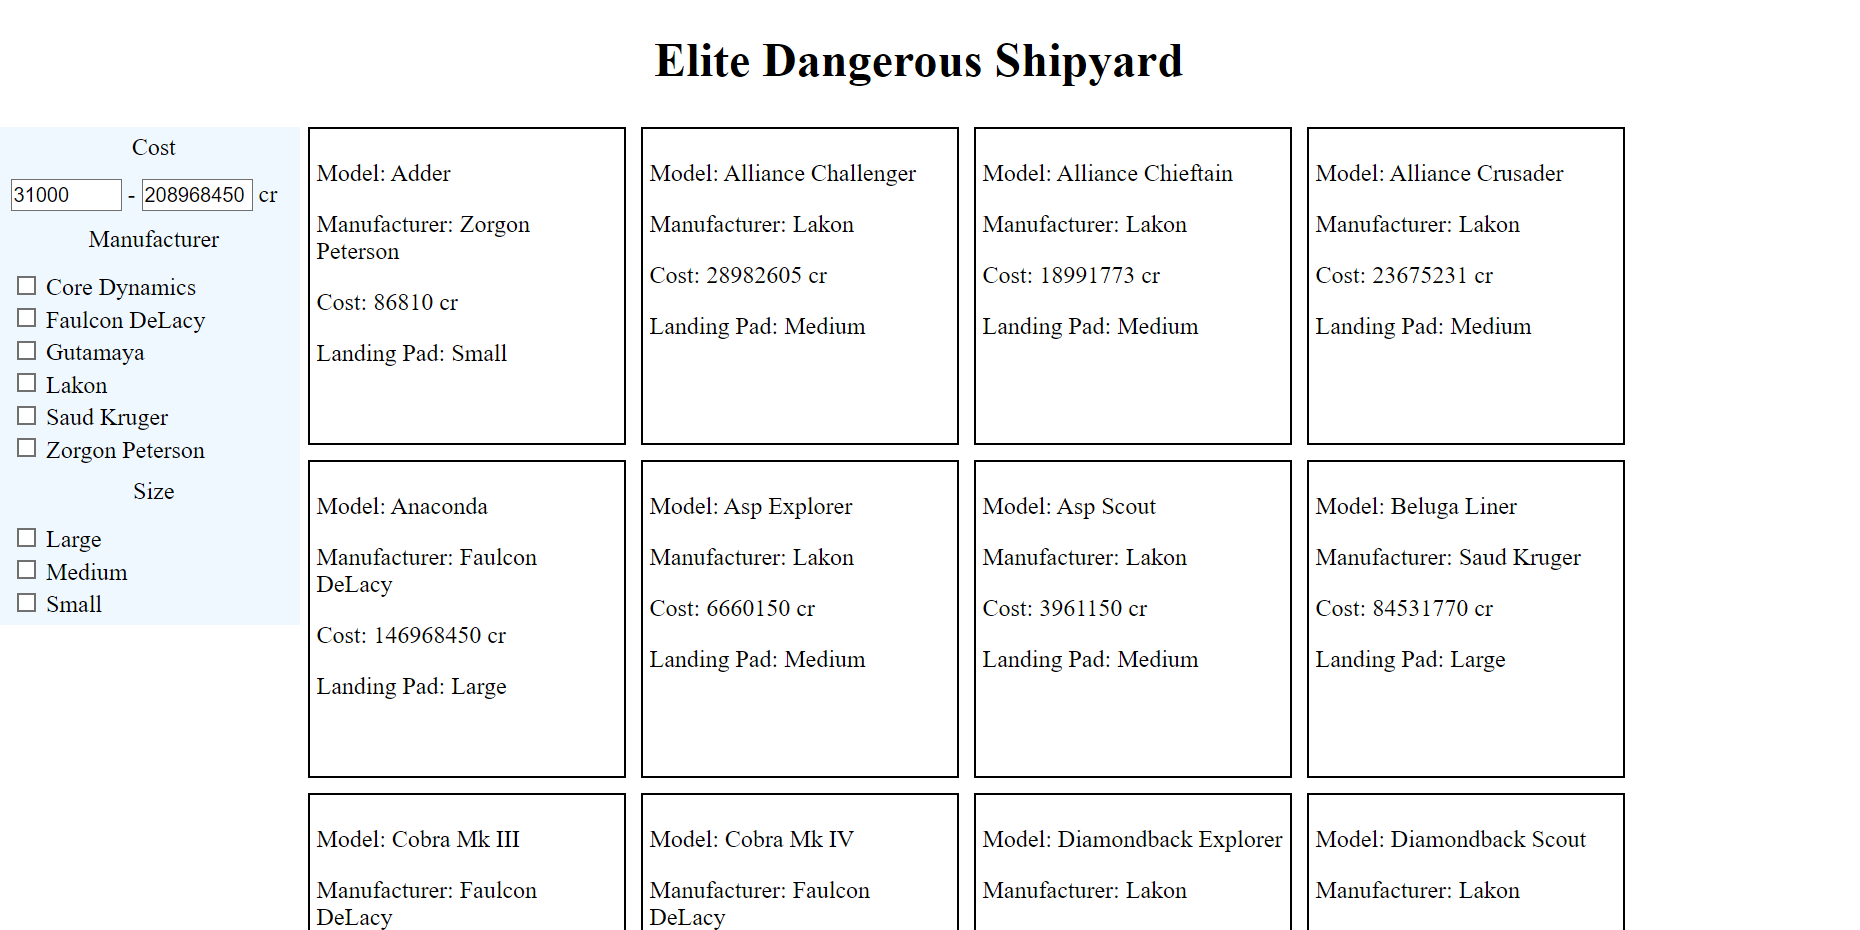 Elite Dangerous Shipyard
Cost
31000 - 208968450 cr
Manufacturer
Core Dynamics
Faulcon DeLacy
Gutamaya
Lakon
Saud Kruger
Zorgon Peterson
Size
Large
Medium
Small
Model: Adder
Manufacturer: Zorgon
Peterson
Cost: 86810 cr
Landing Pad: Small
Model: Alliance Challenger
Manufacturer: Lakon
Cost: 28982605 cr
Landing Pad: Medium
Model: Alliance Chieftain
Manufacturer: Lakon
Cost: 18991773 cr
Landing Pad: Medium
Model: Alliance Crusader
Manufacturer: Lakon
Cost: 23675231 cr
Landing Pad: Medium
Model: Anaconda
Manufacturer: Faulcon
DeLacy
Cost: 146968450 cr
Landing Pad: Large
Model: Asp Explorer
Manufacturer: Lakon
Cost: 6660150 cr
Landing Pad: Medium
Model: Asp Scout
Manufacturer: Lakon
Cost: 3961150 cr
Landing Pad: Medium
Model: Beluga Liner
Manufacturer: Saud Kruger
Cost: 84531770 cr
Landing Pad: Large
Model: Cobra Mk III
Manufacturer: Faulcon
DeLacy
Model: Cobra Mk IV
Manufacturer: Faulcon
DeLacy
Model: Diamondback Explorer
Manufacturer: Lakon
Model: Diamondback Scout
Manufacturer: Lakon